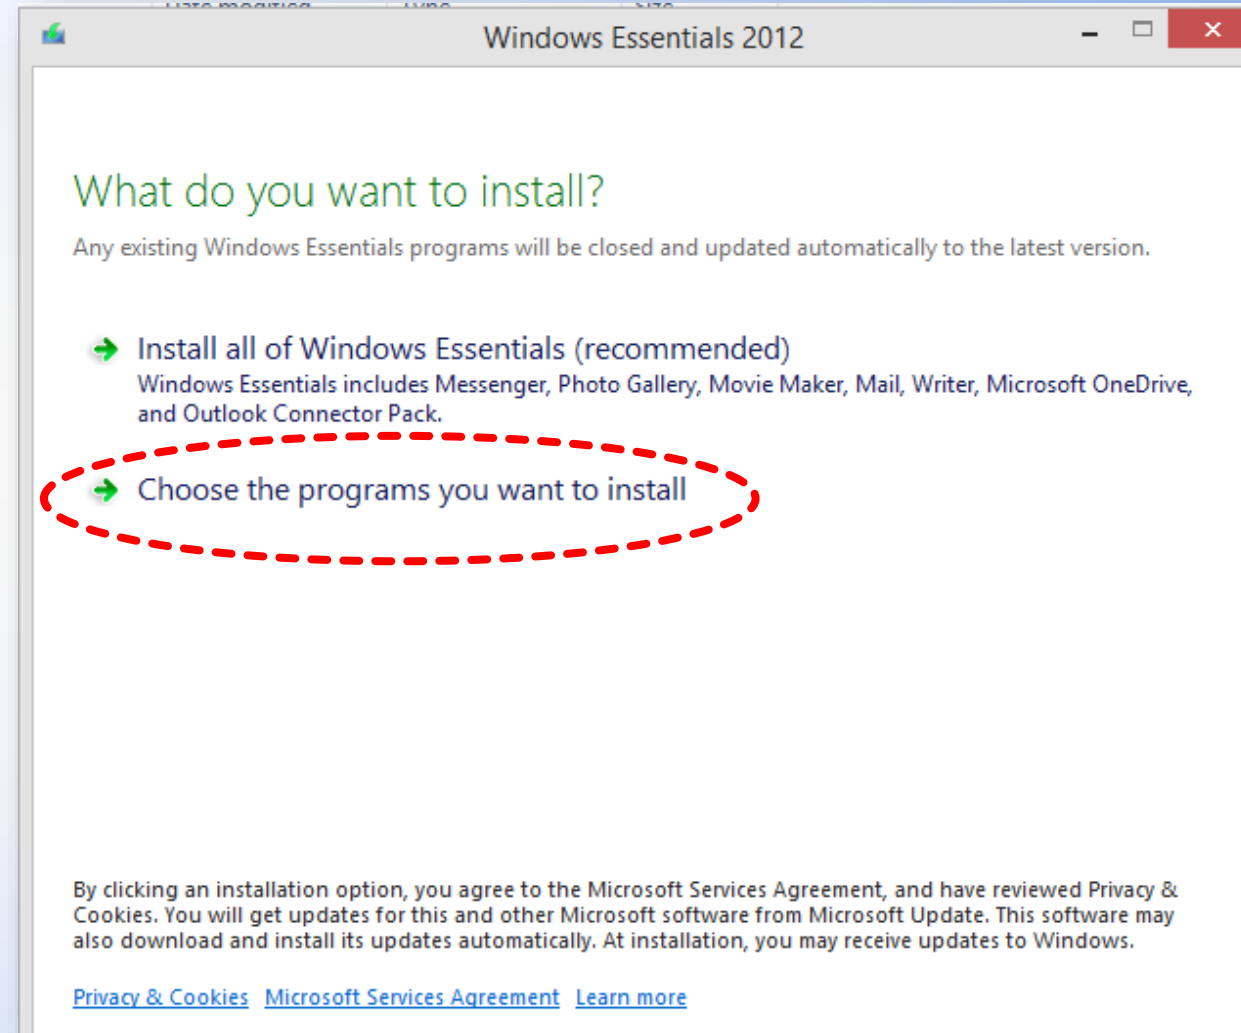 Date modified Type Size
Windows Essentials 2012
What do you want to install?
Any existing Windows Essentials programs will be closed and updated automatically to the latest version.
Install all of Windows Essentials (recommended)
Windows Essentials includes Messenger, Photo Gallery, Movie Maker, Mail, Writer, Microsoft OneDrive,
and Outlook Connector Pack.
Choose the programs you want to install
By clicking an installation option, you agree to the Microsoft Services Agreement, and have reviewed Privacy &
Cookies. You will get updates for this and other Microsoft software from Microsoft Update. This software may
also download and install its updates automatically. At installation, you may receive updates to Windows.
Privacy & Cookies Microsoft Services Agreement Learn more